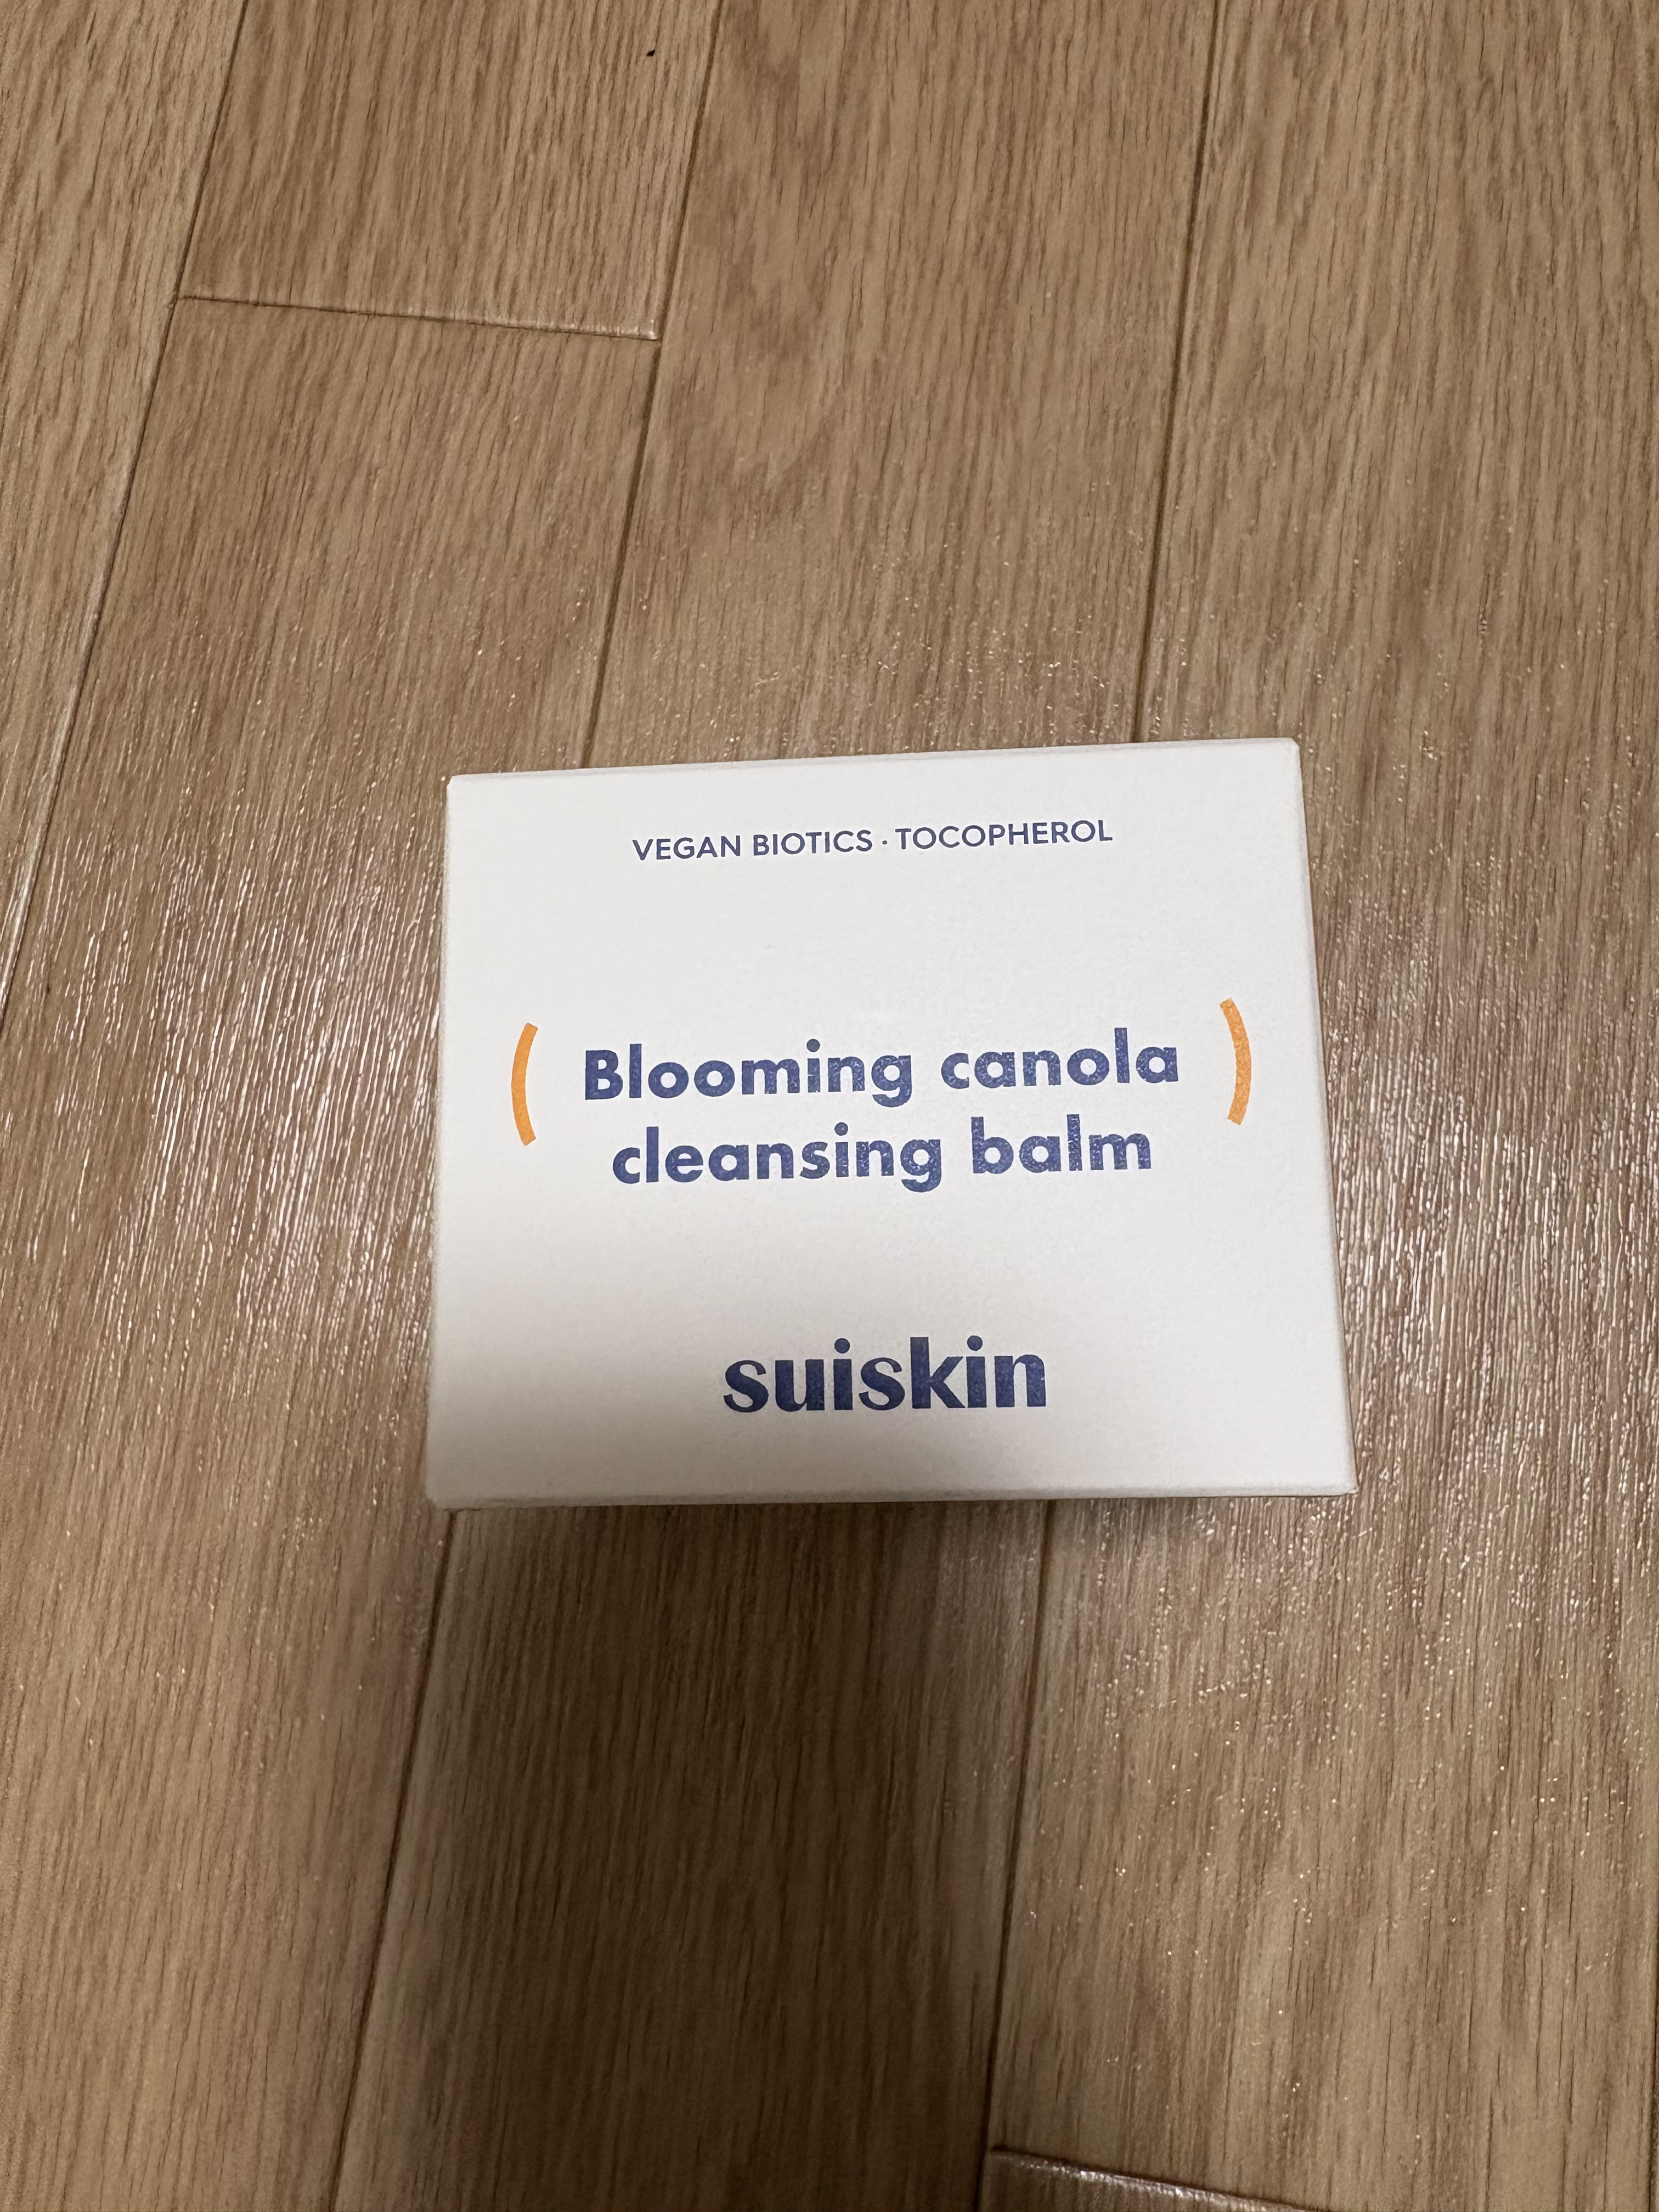 VEGAN BIOTICS · TOCOPHEROL
( Blooming canola )
cleansing balm
suiskin